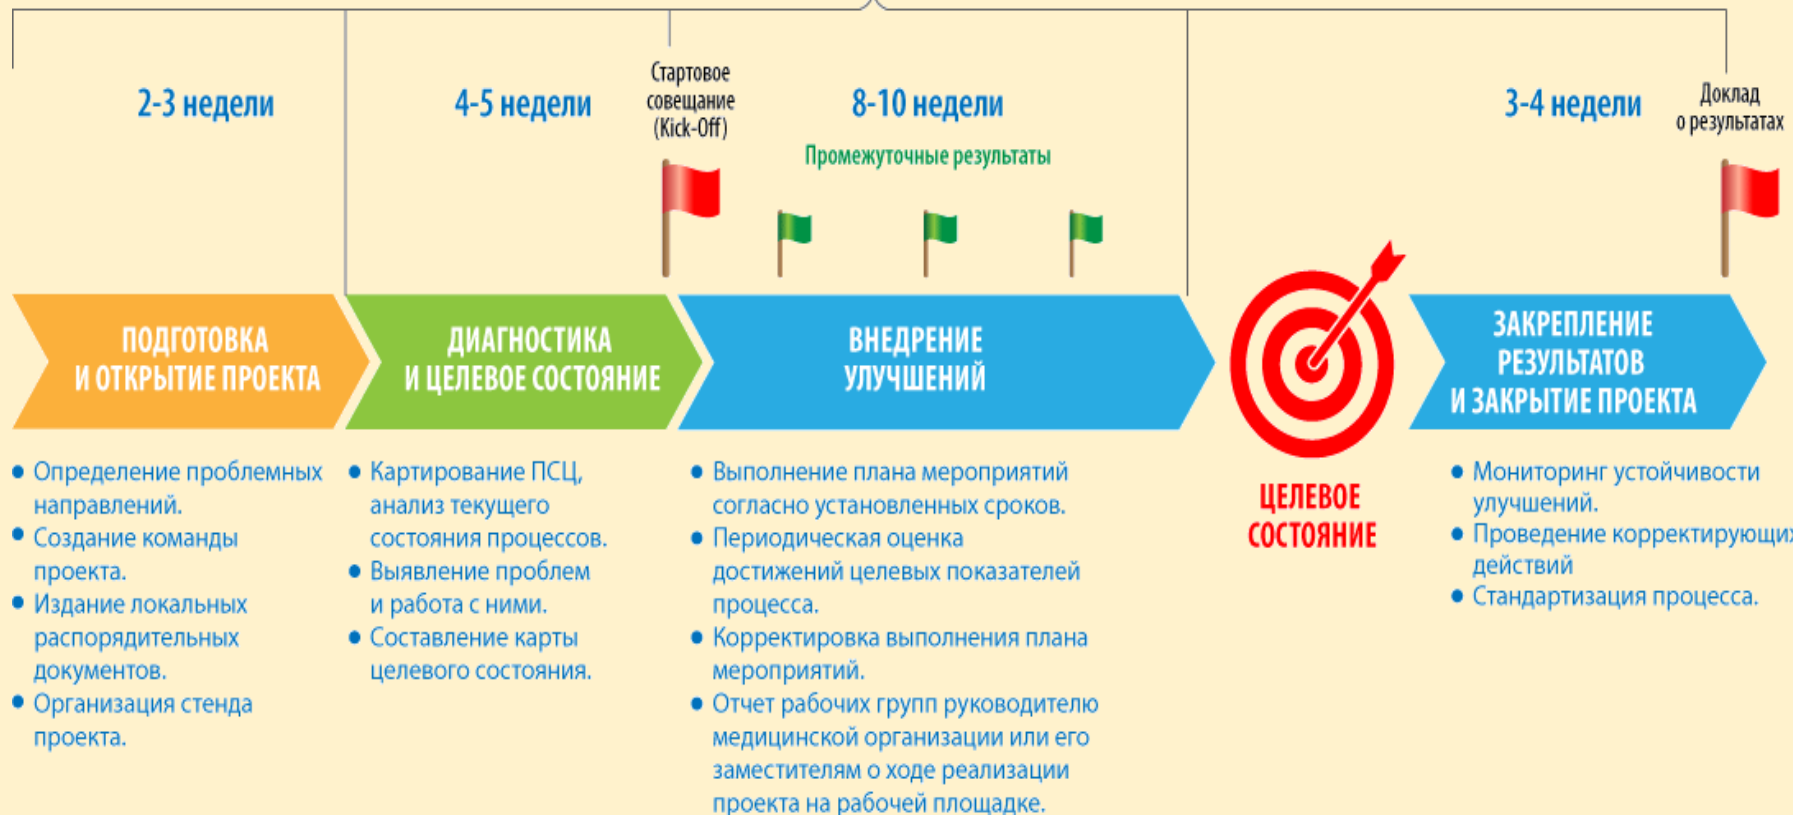 2-3 недели
4-5 недели
Стартовое
совещание
(Kick-Off)
8-10 недели
Промежуточные результаты
3-4 недели
Доклад
о результатах
ПОДГОТОВКА
И ОТКРЫТИЕ ПРОЕКТА
ДИАГНОСТИКА
И ЦЕЛЕВОЕ СОСТОЯНИЕ
ВНЕДРЕНИЕ
УЛУЧШЕНИЙ
ЗАКРЕПЛЕНИЕ
РЕЗУЛЬТАТОВ
И ЗАКРЫТИЕ ПРОЕКТА
• Определение проблемных
направлений.
• Создание команды
проекта.
• Издание локальных
распорядительных
документов.
• Организация стенда
проекта.
• Картирование ПСЦ,
анализ текущего
состояния процессов.
• Выявление проблем
и работа с ними.
• Составление карты
целевого состояния.
• Выполнение плана мероприятий
согласно установленных сроков.
• Периодическая оценка
достижений целевых показателей
процесса.
• Корректировка выполнения плана
мероприятий.
• Отчет рабочих групп руководителю
медицинской организации или его
заместителям о ходе реализации
проекта на рабочей площадке.
ЦЕЛЕВОЕ
СОСТОЯНИЕ
• Мониторинг устойчивости
улучшений.
• Проведение корректирующих
действий
• Стандартизация процесса.